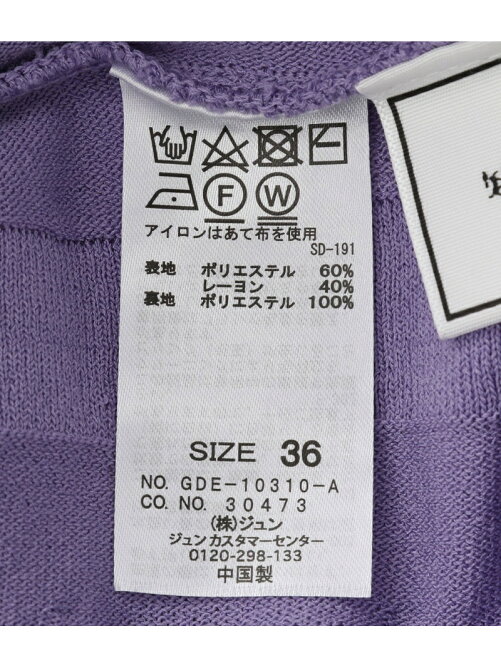 F W
アイロンはあて布を使用
SD-191
表地 ポリエステル 60%
レーヨン 40%
裏地 ポリエステル 100%
SIZE 36
NO. GDE-10310-A
CO. NO. 30473
(株)ジュン
ジュン カスタマーセンター
0120-298-133
中国製